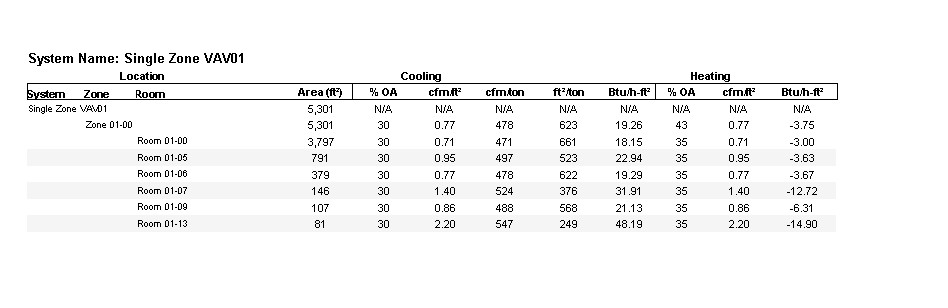 System Name: Single Zone VAV01
Location Cooling Heating
System Zone Room Area (ft²) % OA cfm/ft² cfm/ton ft²/ton Btu/h-ft² % OA cfm/ft² Btu/h-ft²
Single Zone VAV01 5,301 N/A N/A N/A N/A N/A N/A N/A N/A
Zone 01-00 5,301 30 0.77 478 623 19.26 43 0.77 -3.75
Room 01-00 3,797 30 0.71 471 661 18.15 35 0.71 -3.00
Room 01-05 791 30 0.95 497 523 22.94 35 0.95 -3.63
Room 01-06 379 30 0.77 478 622 19.29 35 0.77 -3.67
Room 01-07 146 30 1.40 524 376 31.91 35 1.40 -12.72
Room 01-09 107 30 0.86 488 568 21.13 35 0.86 -6.31
Room 01-13 81 30 2.20 547 249 48.19 35 2.20 -14.90